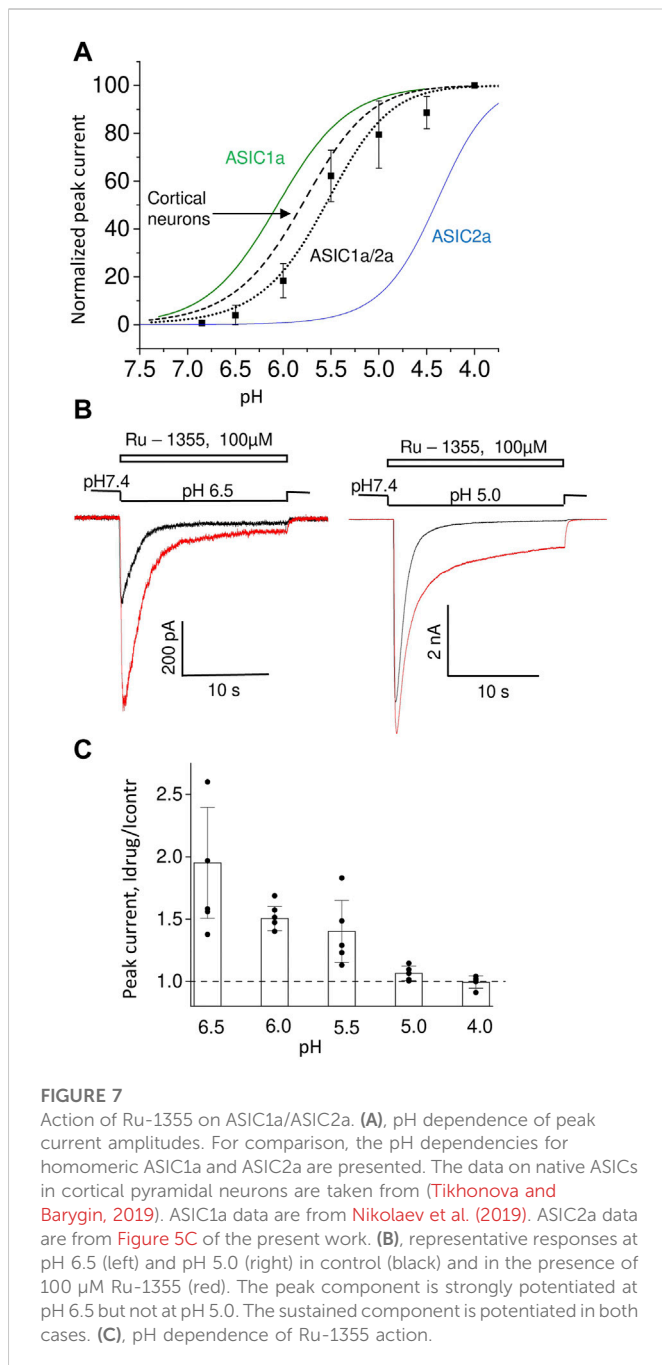 A
Normalized peak current
100
80
60
40
20
0
ASIC1a
Cortical
neurons
ASIC1a/2a
ASIC2a
7.5 7.0 6.5 6.0 5.5 5.0 4.5 4.0
pH
B
Ru – 1355, 100µM
pH7.4
pH 6.5
200 pA
10 s
Ru – 1355, 100µM
pH7.4
pH 5.0
2 nA
10 s
C
Peak current, Idrug/Icontr
2.5
2.0
1.5
1.0
6.5 6.0 5.5 5.0 4.0
pH
FIGURE 7
Action of Ru-1355 on ASIC1a/ASIC2a. (A), pH dependence of peak
current amplitudes. For comparison, the pH dependencies for
homomeric ASIC1a and ASIC2a are presented. The data on native ASICs
in cortical pyramidal neurons are taken from (Tikhonova and
Barygin, 2019). ASIC1a data are from Nikolaev et al. (2019). ASIC2a data
are from Figure 5C of the present work. (B), representative responses at
pH 6.5 (left) and pH 5.0 (right) in control (black) and in the presence of
100 µM Ru-1355 (red). The peak component is strongly potentiated at
pH 6.5 but not at pH 5.0. The sustained component is potentiated in both
cases. (C), pH dependence of Ru-1355 action.